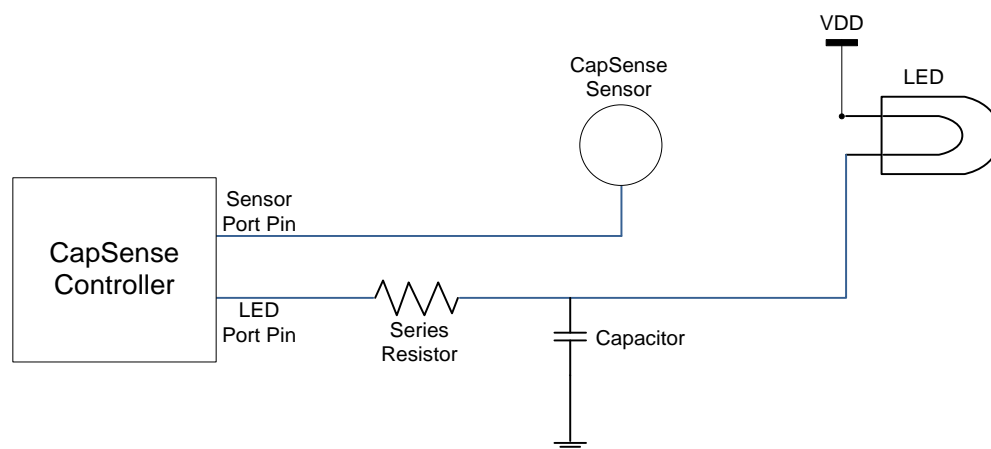 VDD
LED
CapSense
Sensor
Sensor
Port Pin
CapSense
Controller
LED
Port Pin
Series
Resistor
Capacitor